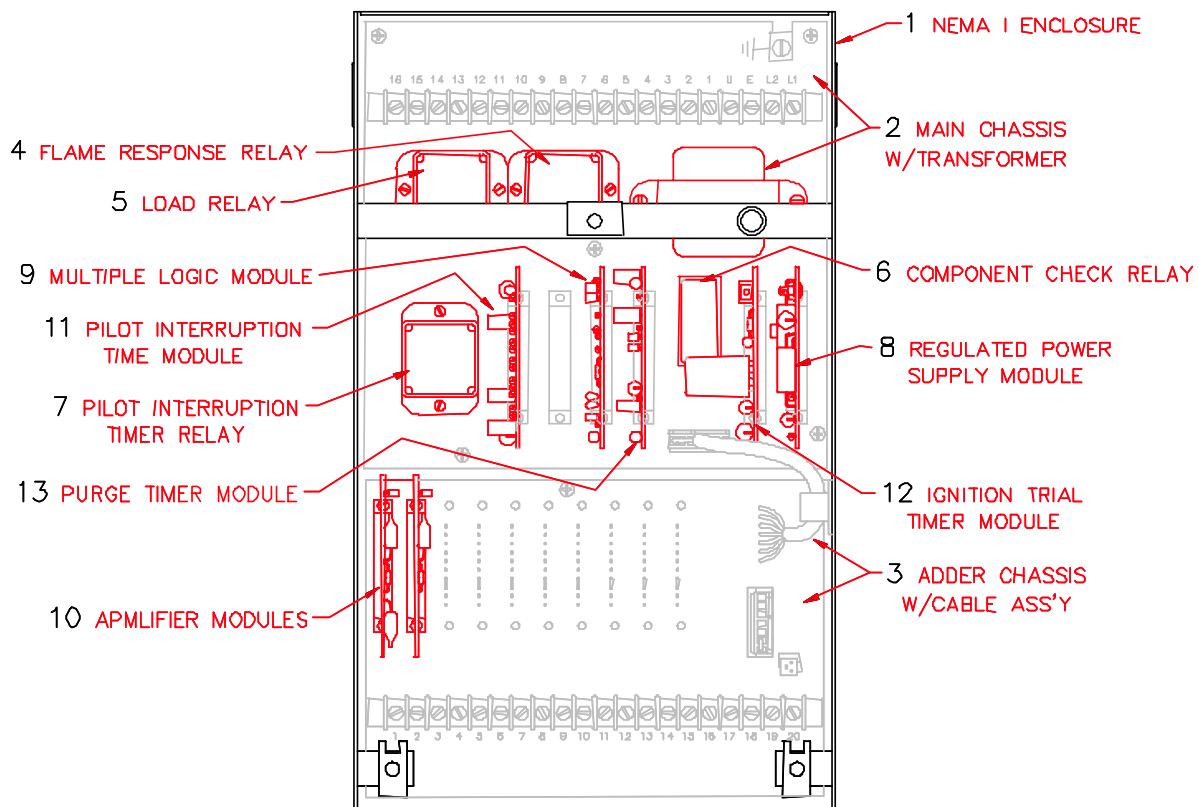 1 NEMA I ENCLOSURE
16 15 14 13 12 11 10 9 8 7 6 5 4 3 2 1 U E L2 L1
2 MAIN CHASSIS
W/TRANSFORMER
4 FLAME RESPONSE RELAY
5 LOAD RELAY
9 MULTIPLE LOGIC MODULE
6 COMPONENT CHECK RELAY
11 PILOT INTERRUPTION
TIME MODULE
8 REGULATED POWER
SUPPLY MODULE
7 PILOT INTERRUPTION
TIMER RELAY
13 PURGE TIMER MODULE
12 IGNITION TRIAL
TIMER MODULE
3 ADDER CHASSIS
W/CABLE ASS'Y
10 APMLIFIER MODULES
1 2 3 4 5 6 7 8 9 10 11 12 13 14 15 16 17 18 19 20